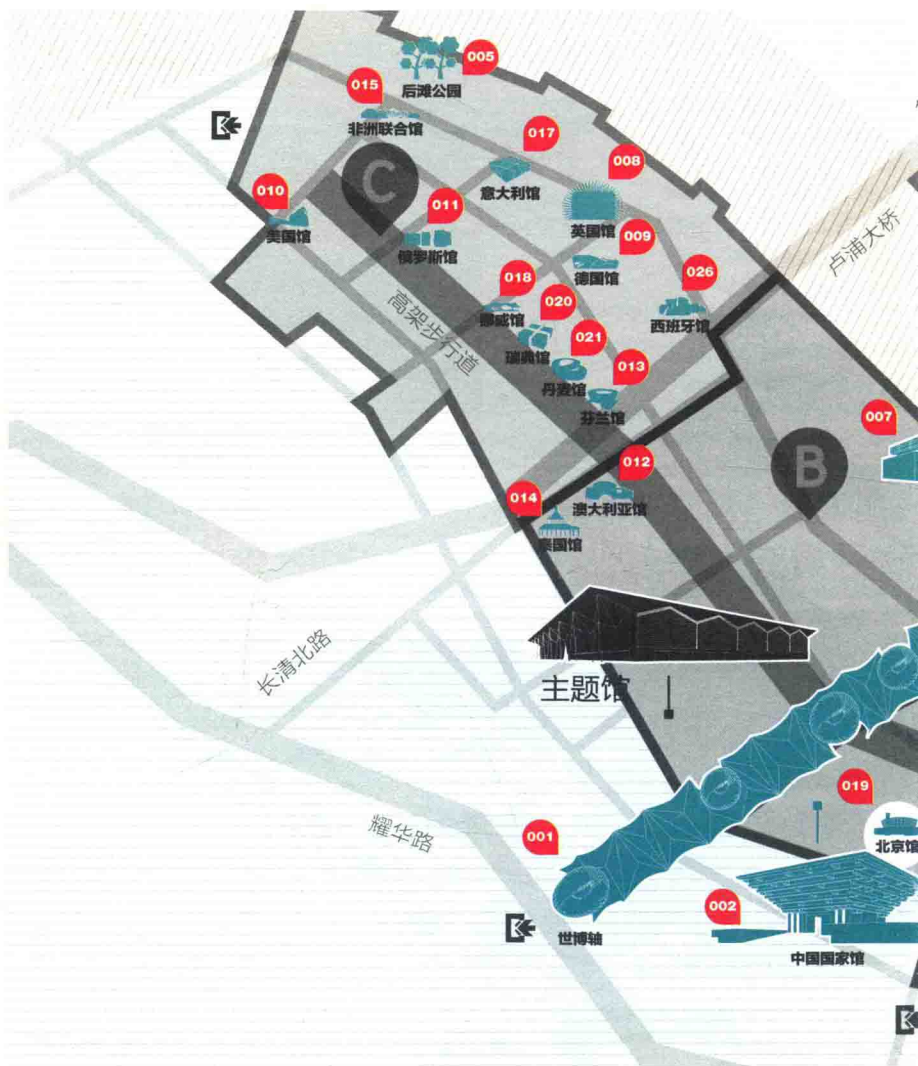 005
后滩公园
015
非洲联合馆
017
意大利馆
008
英国馆
C
010
美国馆
011
俄罗斯馆
009
德国馆
卢浦大桥
026
西班牙馆
018
挪威馆
020
瑞典馆
021
丹麦馆
013
芬兰馆
高架步行道
007
B
012
澳大利亚馆
014
泰国馆
主题馆
长清北路
耀华路
019
北京馆
001
世博轴
002
中国国家馆